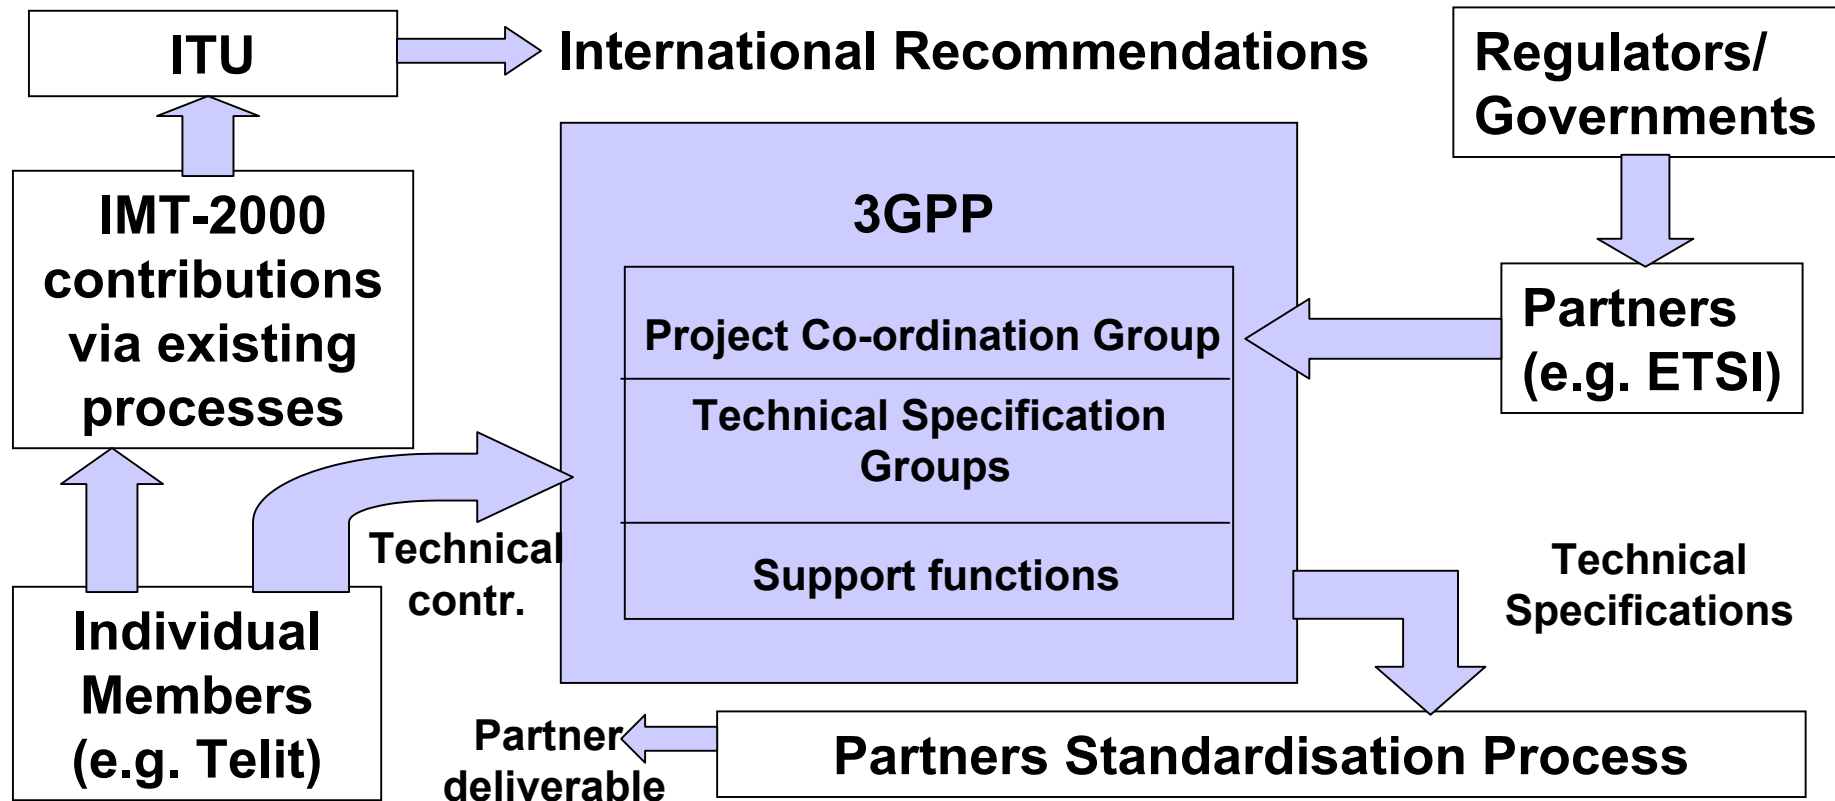 ITU
International Recommendations
Regulators/
Governments
IMT-2000
contributions
via existing
processes
3GPP
Project Co-ordination Group
Technical Specification
Groups
Support functions
Partners
(e.g. ETSI)
Technical
contr.
Individual
Members
(e.g. Telit)
Technical
Specifications
Partner
deliverable
Partners Standardisation Process